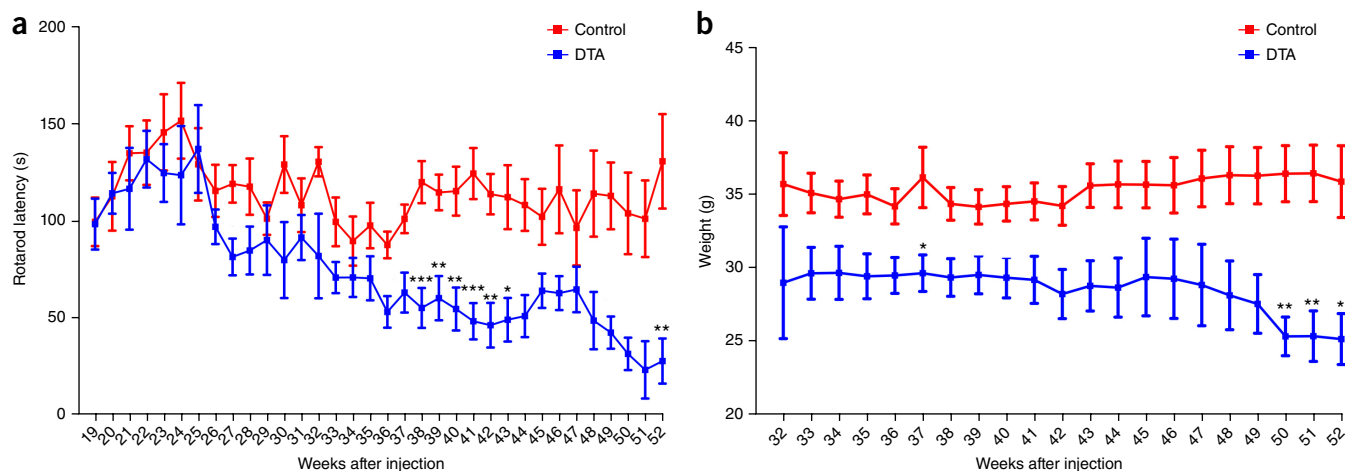 a
Control
DTA
Rotarod latency (s)
200
150
100
50
0
*** ** ** *** ** * **
19 20 21 22 23 24 25 26 27 28 29 30 31 32 33 34 35 36 37 38 39 40 41 42 43 44 45 46 47 48 49 50 51 52
Weeks after injection
b
Control
DTA
Weight (g)
45
40
35
30
25
20
* ** ** *
32 33 34 35 36 37 38 39 40 41 42 43 44 45 46 47 48 49 50 51 52
Weeks after injection